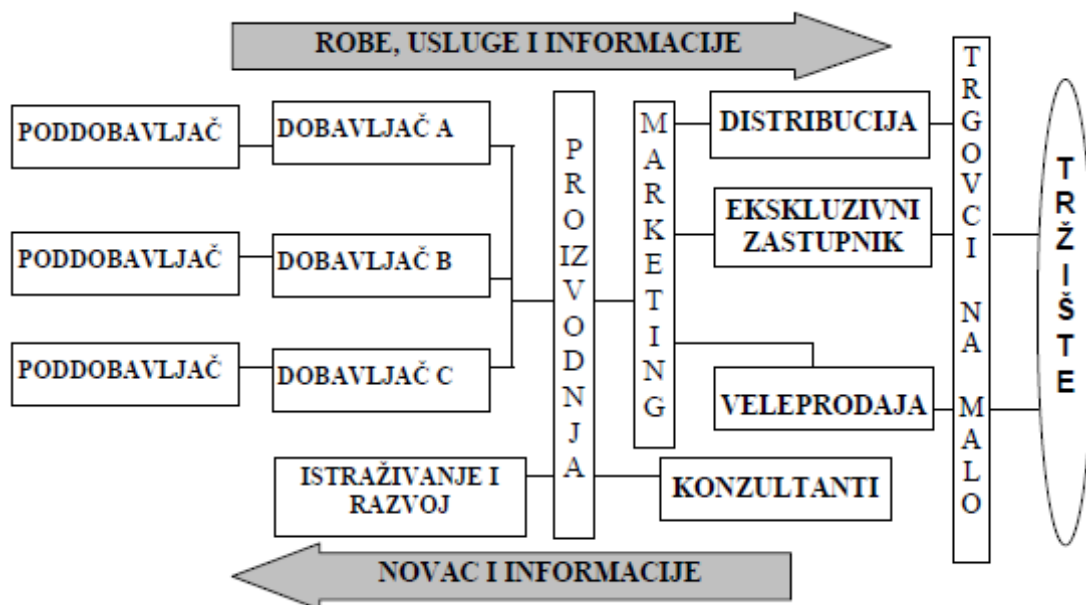 ROBE, USLUGE I INFORMACIJE
PODDOBAVLJAČ
DOBAVLJAČ A
PODDOBAVLJAČ
DOBAVLJAČ B
PODDOBAVLJAČ
DOBAVLJAČ C
ISTRAŽIVANJE I
RAZVOJ
PROIZVODNJA
MARKETING
DISTRIBUCIJA
EKSKLUZIVNI
ZASTUPNIK
VELEPRODAJA
KONZULTANTI
TRGOVCI NA MALO
TRŽIŠTE
NOVAC I INFORMACIJE